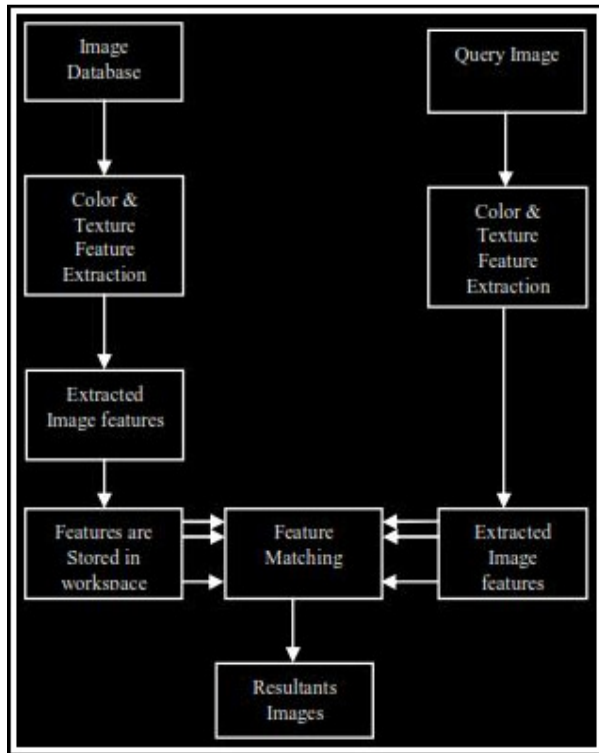 Image
Database
Query Image
Color &
Texture
Feature
Extraction
Color &
Texture
Feature
Extraction
Extracted
Image features
Features are
Stored in
workspace
Feature
Matching
Extracted
Image
features
Resultants
Images